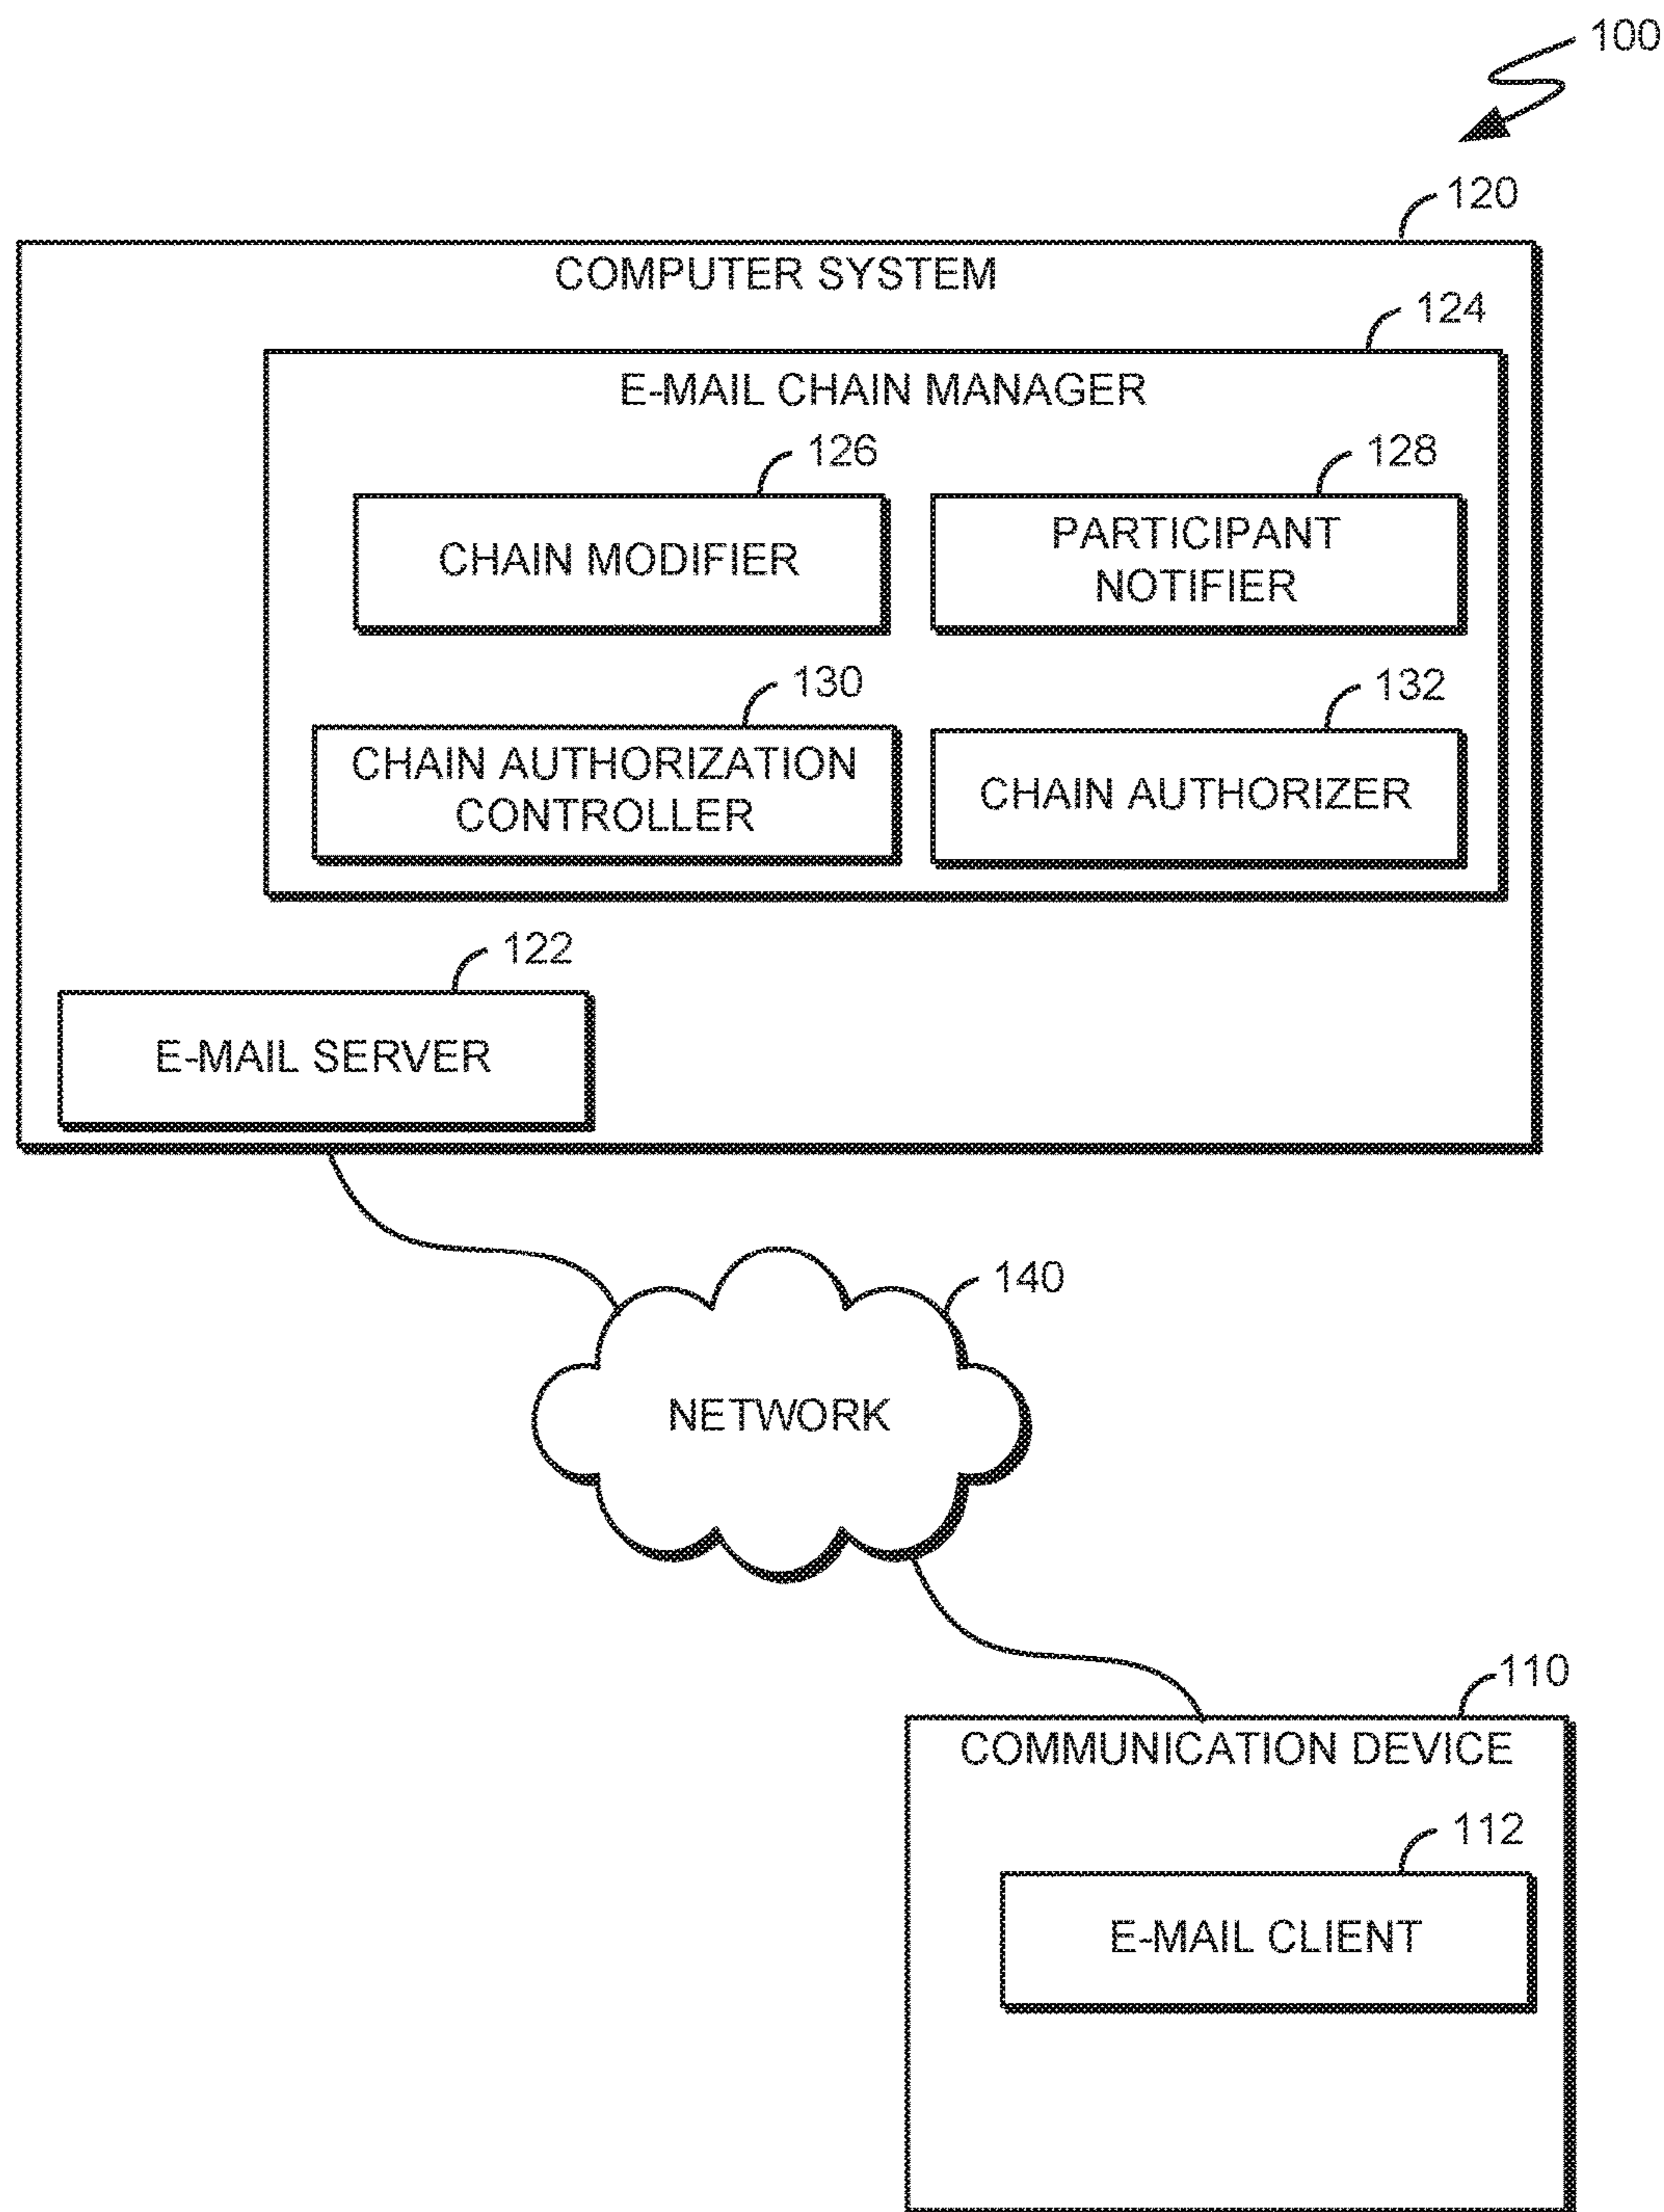 100
120
COMPUTER SYSTEM
124
E-MAIL CHAIN MANAGER
126
128
CHAIN MODIFIER
PARTICIPANT
NOTIFIER
130
132
CHAIN AUTHORIZATION
CONTROLLER
CHAIN AUTHORIZER
122
E-MAIL SERVER
140
NETWORK
110
COMMUNICATION DEVICE
112
E-MAIL CLIENT